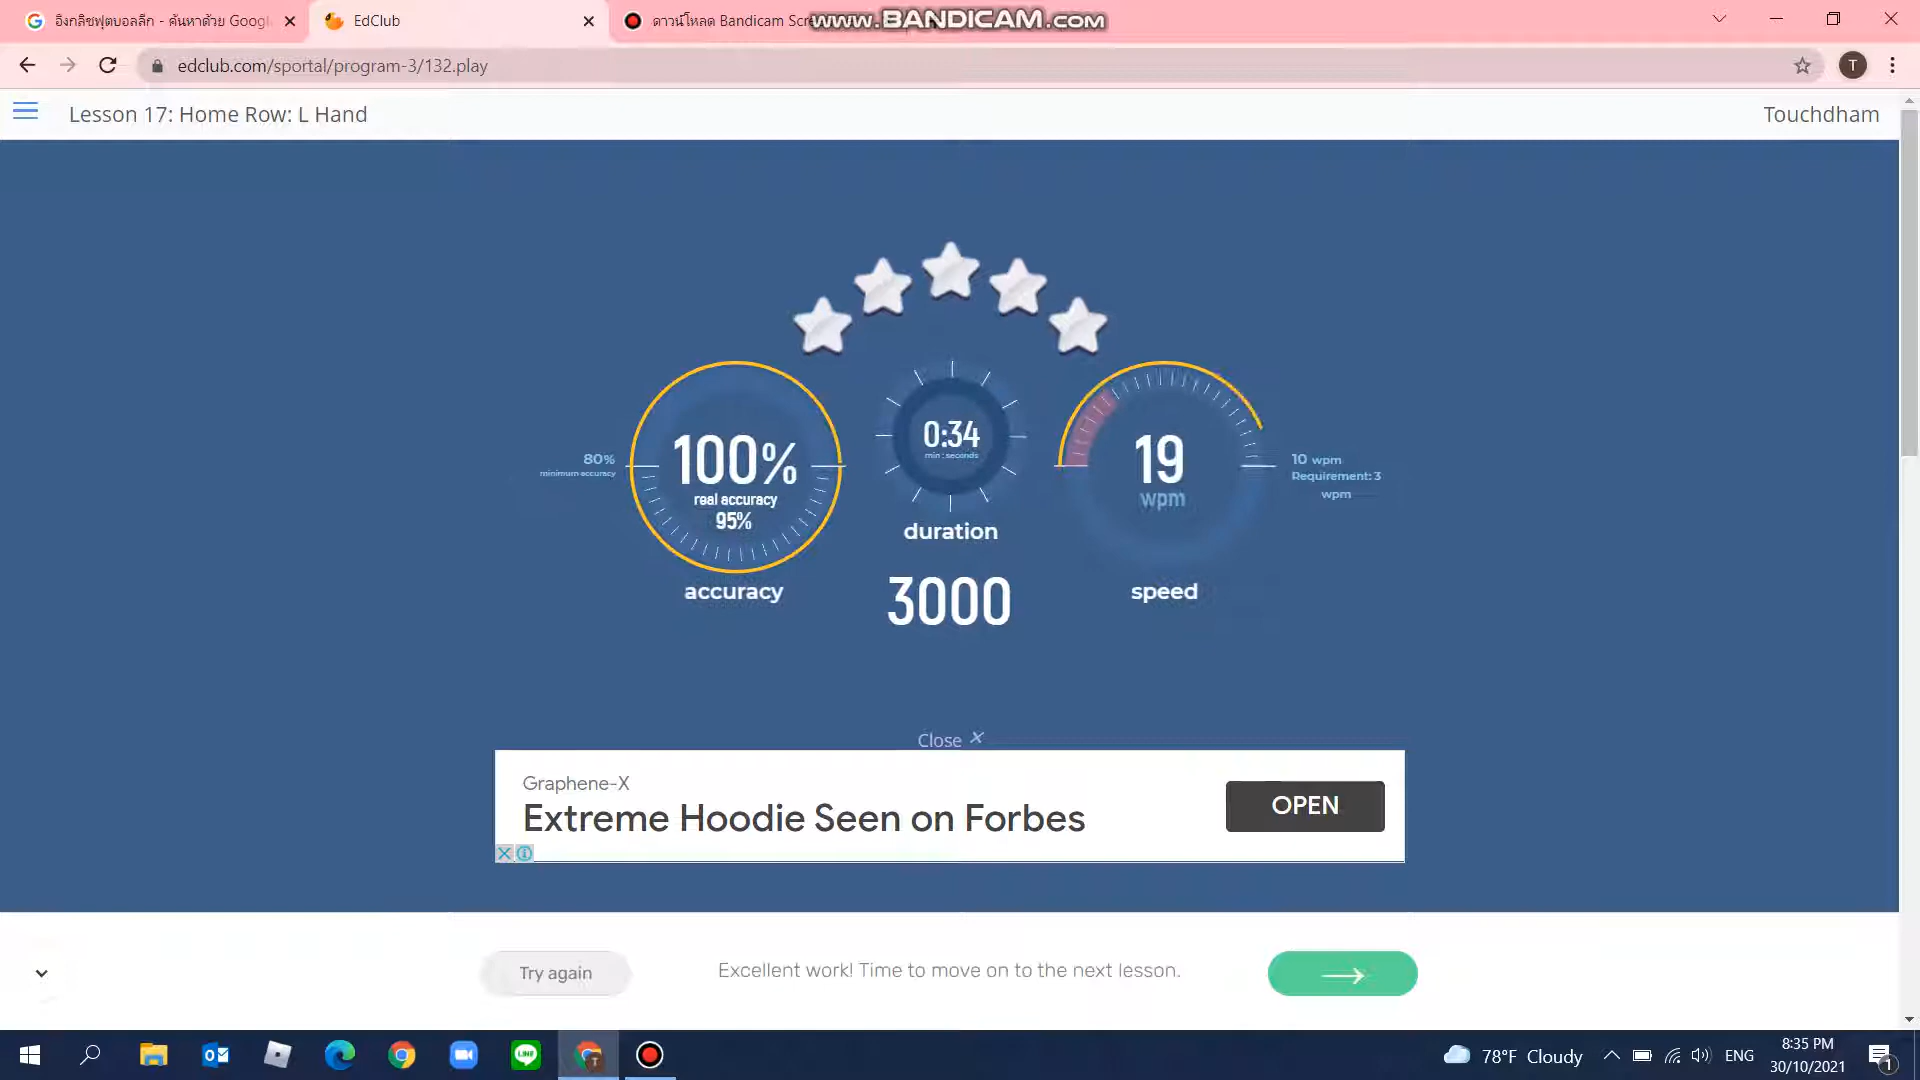 อิงกลิชฟุตบอลลีก - ค้นหาด้วย Googl
EdClub
ดาวน์โหลด Bandicam Scre
www.BANDICAM.com
edclub.com/sportal/program-3/132.play
T
Lesson 17: Home Row: L Hand
Touchdham
80%
minimum accuracy
100%
real accuracy
95%
accuracy
0:34
min : seconds
duration
3000
19
wpm
speed
10 wpm
Requirement: 3
wpm
Close
Graphene-X
Extreme Hoodie Seen on Forbes
OPEN
Try again
Excellent work! Time to move on to the next lesson.
78°F Cloudy
ENG
8:35 PM
30/10/2021
1